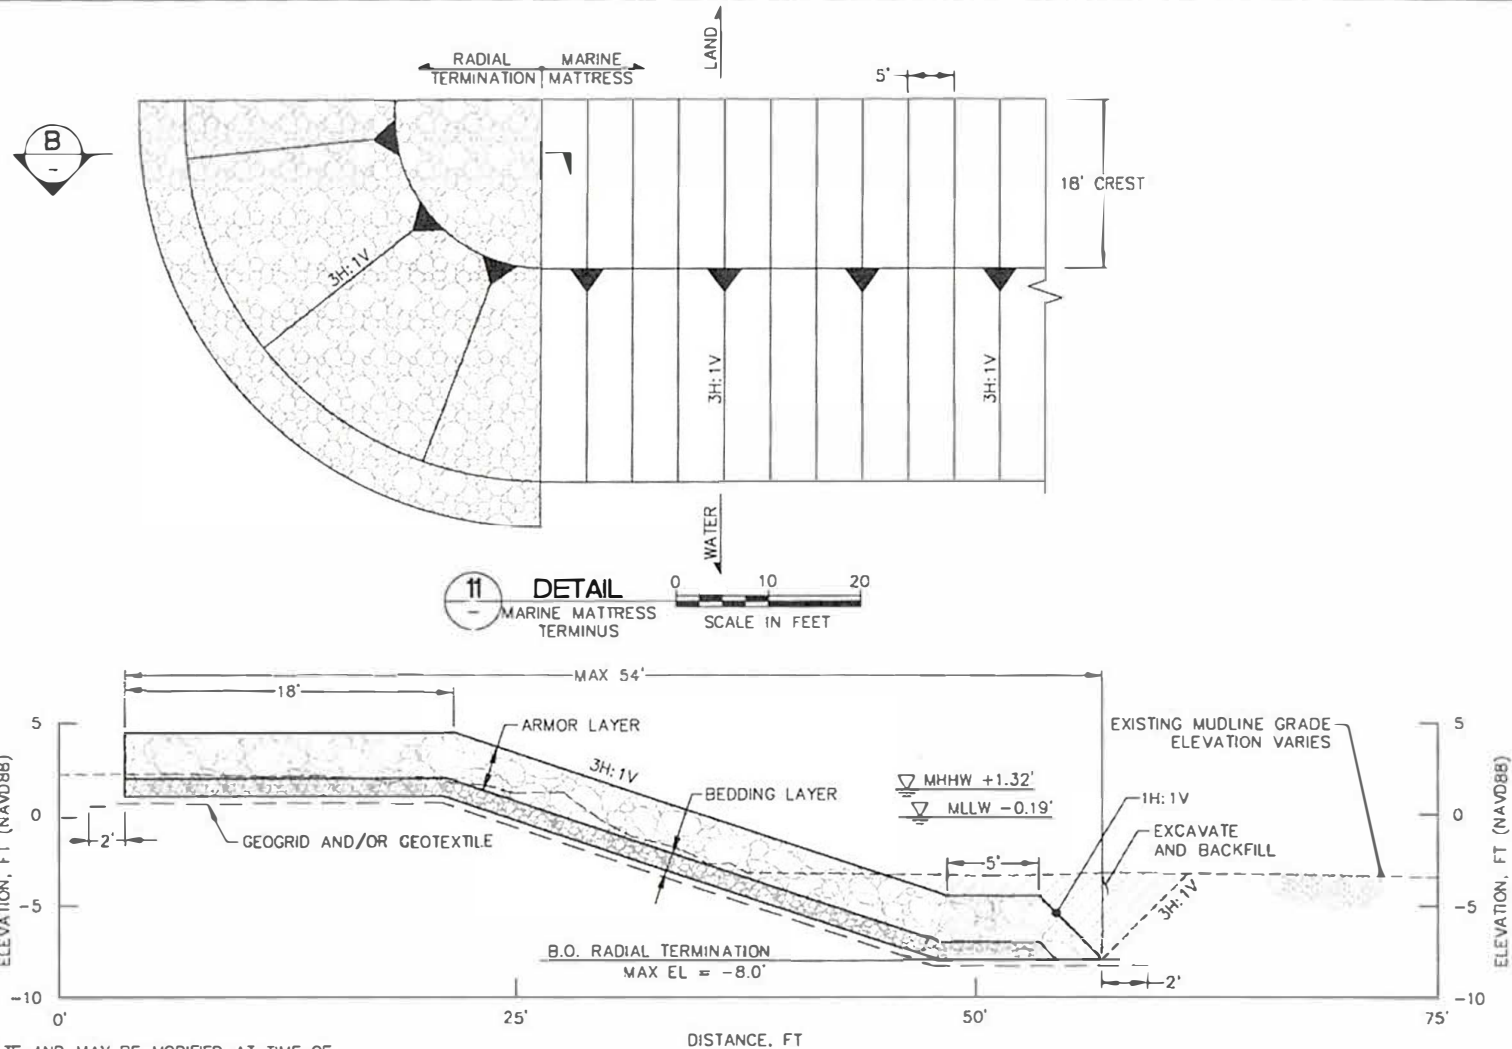 LAND
RADIAL TERMINATION
MARINE MATTRESS
5'
B
-
18' CREST
3H:1V
3H:1V
3H:1V
WATER
11
-
DETAIL
MARINE MATTRESS
TERMINUS
0 10 20
SCALE IN FEET
MAX 54'
18'
ARMOR LAYER
3H:1V
EXISTING MUDLINE GRADE
ELEVATION VARIES
MHHW +1.32'
MLLW -0.19'
BEDDING LAYER
1H:1V
EXCAVATE
AND BACKFILL
GEOGRID AND/OR GEOTEXTILE
2'
5'
3H:1V
B.O. RADIAL TERMINATION
MAX EL = -8.0'
2'
5
0
-5
-10
ELEVATION, FT (NAVD88)
5
0
-5
-10
ELEVATION, FT (NAVD88)
0' 25' 50' 75'
DISTANCE, FT
AND MAY BE MODIFIED AT TIME OF